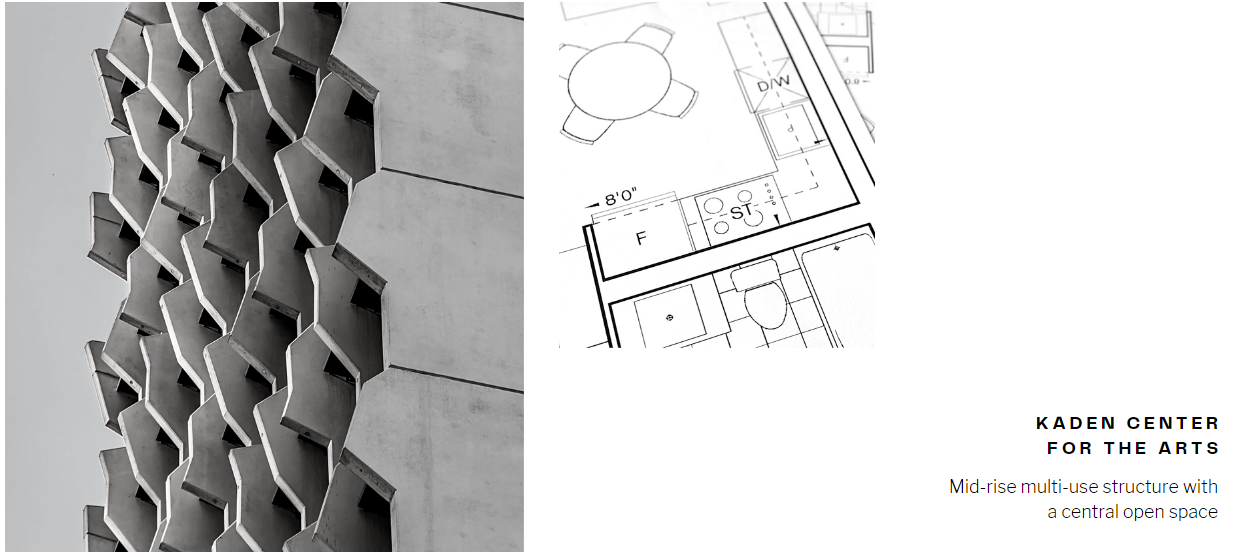 D/W
8'0"
ST
F
KADEN CENTER
FOR THE ARTS
Mid-rise multi-use structure with
a central open space